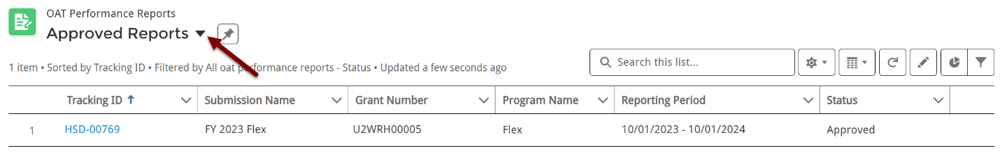 OAT Performance Reports
Approved Reports
1 item • Sorted by Tracking ID • Filtered by All oat performance reports - Status • Updated a few seconds ago
Search this list...
Tracking ID ↑ Submission Name Grant Number Program Name Reporting Period Status
1 HSD-00769 FY 2023 Flex U2WRH00005 Flex 10/01/2023 - 10/01/2024 Approved